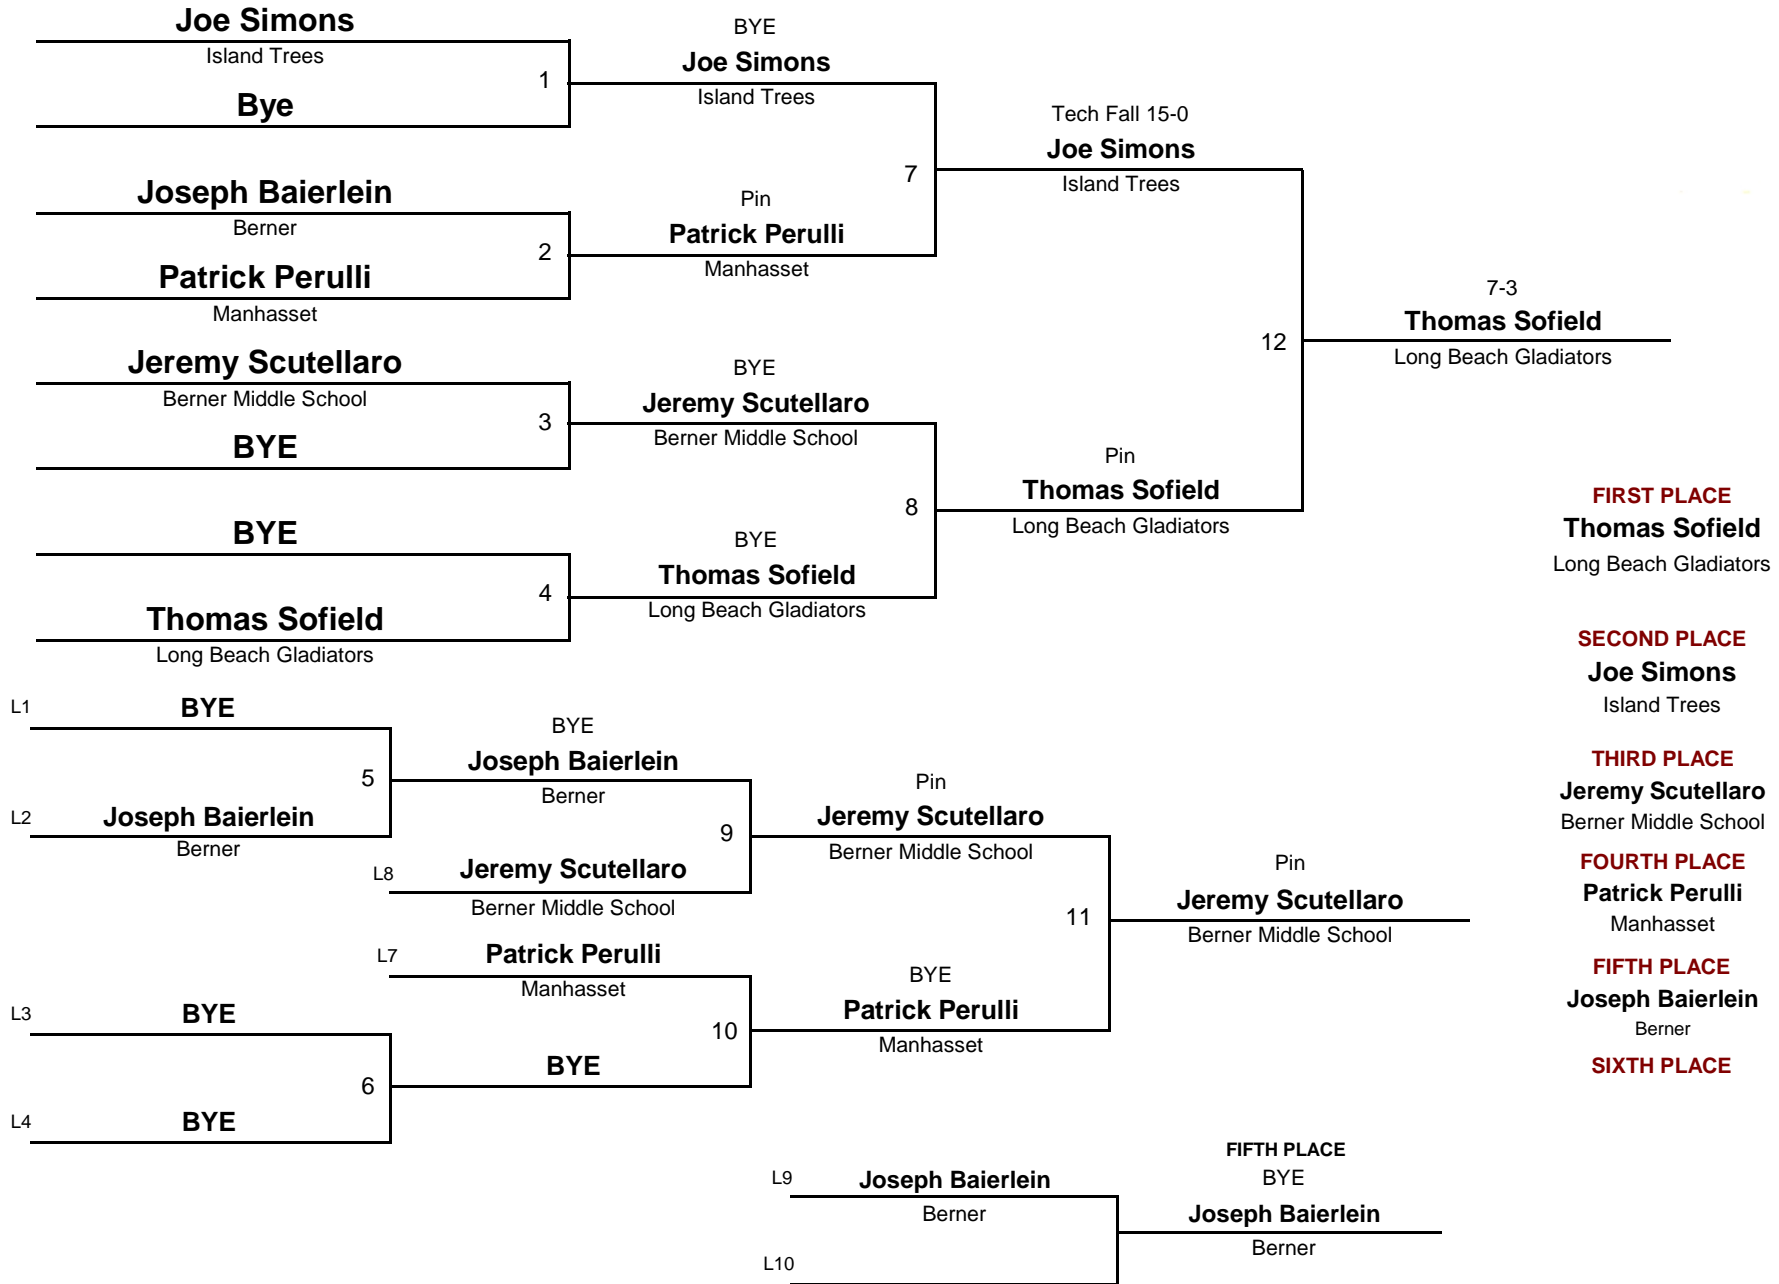 Joe Simons
Island Trees
1
Bye
BYE
Joe Simons
Island Trees
Joseph Baierlein
Berner
2
Patrick Perulli
Manhasset
Pin
Patrick Perulli
Manhasset
7
Tech Fall 15-0
Joe Simons
Island Trees
Jeremy Scutellaro
Berner Middle School
3
BYE
BYE
Jeremy Scutellaro
Berner Middle School
BYE
4
Thomas Sofield
Long Beach Gladiators
BYE
Thomas Sofield
Long Beach Gladiators
8
Pin
Thomas Sofield
Long Beach Gladiators
12
7-3
Thomas Sofield
Long Beach Gladiators
L1
BYE
5
L2
Joseph Baierlein
Berner
BYE
Joseph Baierlein
Berner
9
L8
Jeremy Scutellaro
Berner Middle School
Pin
Jeremy Scutellaro
Berner Middle School
L7
Patrick Perulli
Manhasset
10
L3
BYE
6
L4
BYE
BYE
BYE
Patrick Perulli
Manhasset
11
Pin
Jeremy Scutellaro
Berner Middle School
L9
Joseph Baierlein
Berner
L10
FIFTH PLACE
BYE
Joseph Baierlein
Berner
FIRST PLACE
Thomas Sofield
Long Beach Gladiators
SECOND PLACE
Joe Simons
Island Trees
THIRD PLACE
Jeremy Scutellaro
Berner Middle School
FOURTH PLACE
Patrick Perulli
Manhasset
FIFTH PLACE
Joseph Baierlein
Berner
SIXTH PLACE